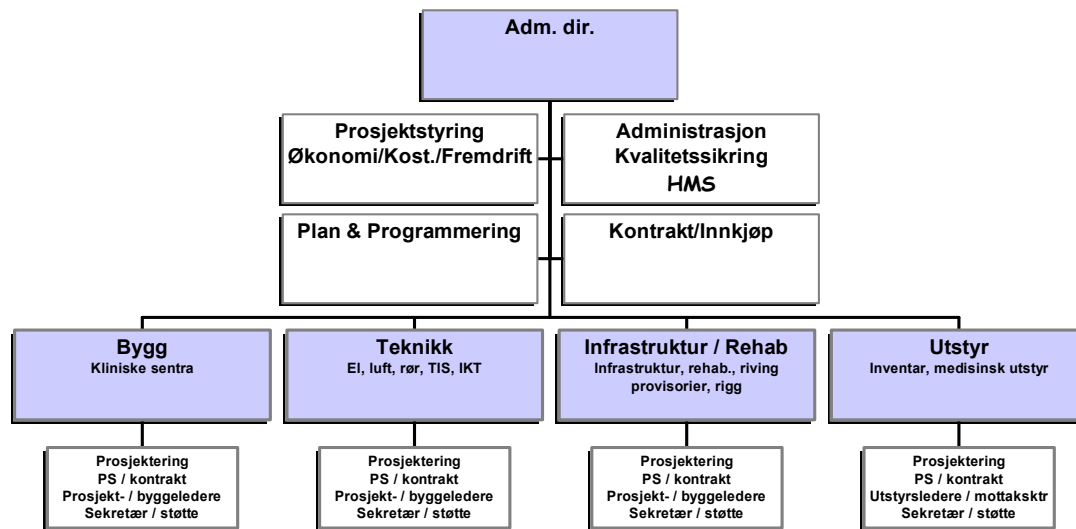 Adm. dir.
Prosjektstyring
Økonomi/Kost./Fremdrift
Administrasjon
Kvalitetssikring
HMS
Plan & Programmering
Kontrakt/Innkjøp
Bygg
Kliniske sentra
Teknikk
El, luft, rør, TIS, IKT
Infrastruktur / Rehab
Infrastruktur, rehab., riving
provisorier, rigg
Utstyr
Inventar, medisinsk utstyr
Prosjektering
PS / kontrakt
Prosjekt- / byggeledere
Sekretær / støtte
Prosjektering
PS / kontrakt
Prosjekt- / byggeledere
Sekretær / støtte
Prosjektering
PS / kontrakt
Prosjekt- / byggeledere
Sekretær / støtte
Prosjektering
PS / kontrakt
Utstyrsledere / mottaksktr
Sekretær / støtte